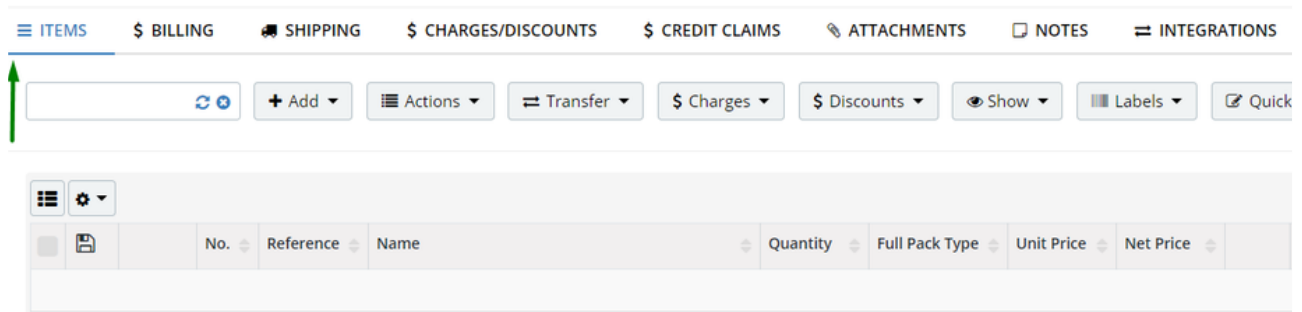 ITEMS $ BILLING SHIPPING $ CHARGES/DISCOUNTS $ CREDIT CLAIMS ATTACHMENTS NOTES INTEGRATIONS
+ Add Actions Transfer $ Charges $ Discounts Show Labels Quick
No. Reference Name Quantity Full Pack Type Unit Price Net Price